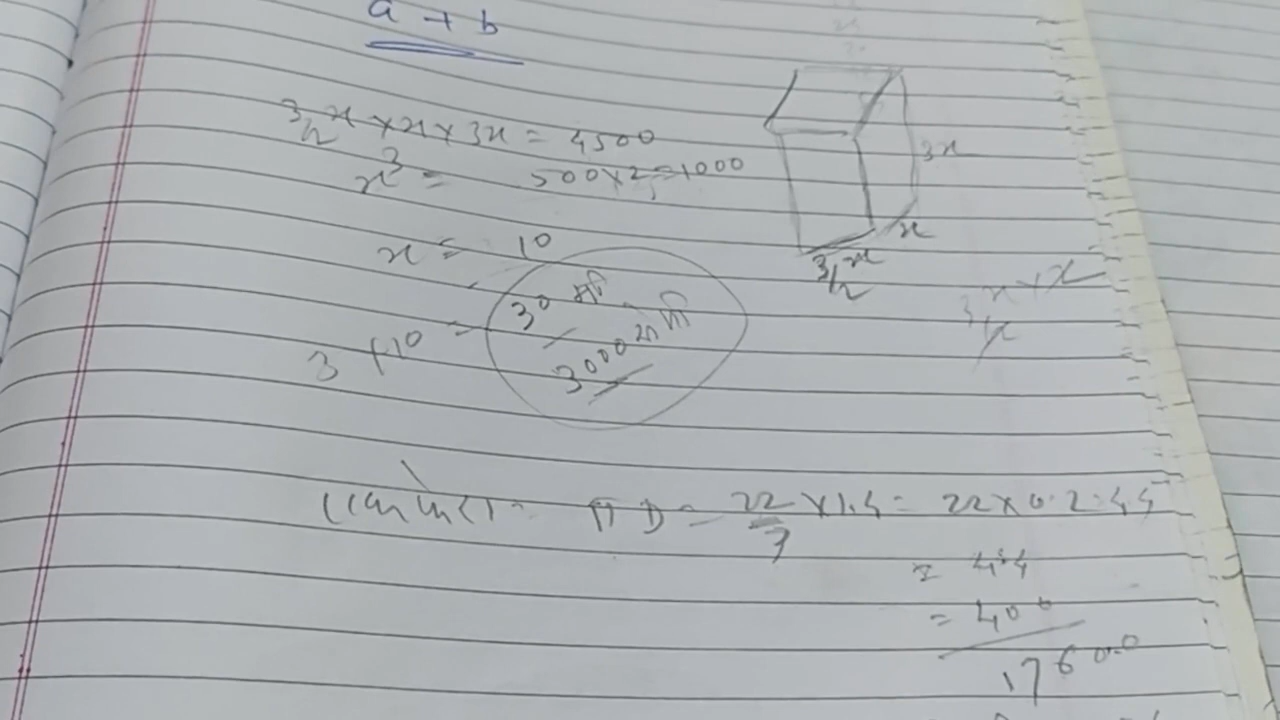 a + b
3/2 x × x × 3x = 4500
x³ = 500×2=1000
x = 10
3x
x
3/2 x
3 × 10 = 30 मी
3000
π D = 22/7 × 1.4 = 22 × 0.2 = 4.4
= 4.4
= 400
1760.0